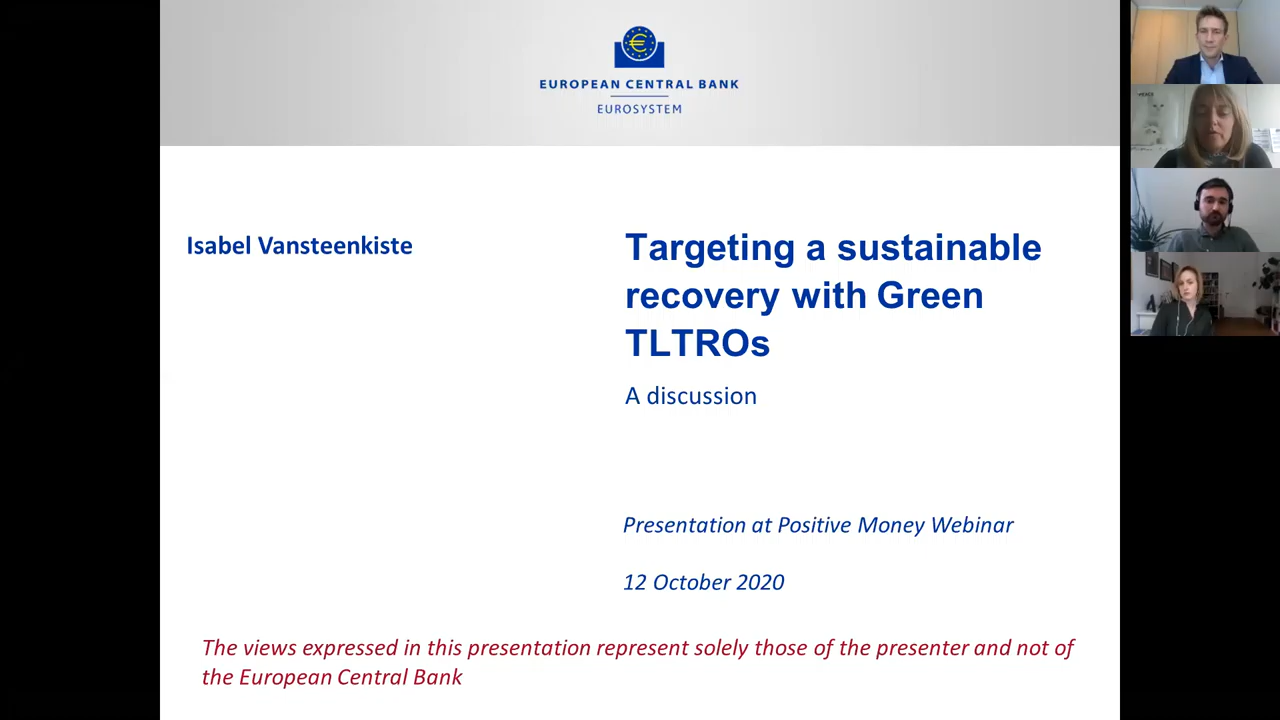 EUROPEAN CENTRAL BANK
EUROSYSTEM
Isabel Vansteenkiste
Targeting a sustainable
recovery with Green
TLTROs
A discussion
Presentation at Positive Money Webinar
12 October 2020
The views expressed in this presentation represent solely those of the presenter and not of
the European Central Bank